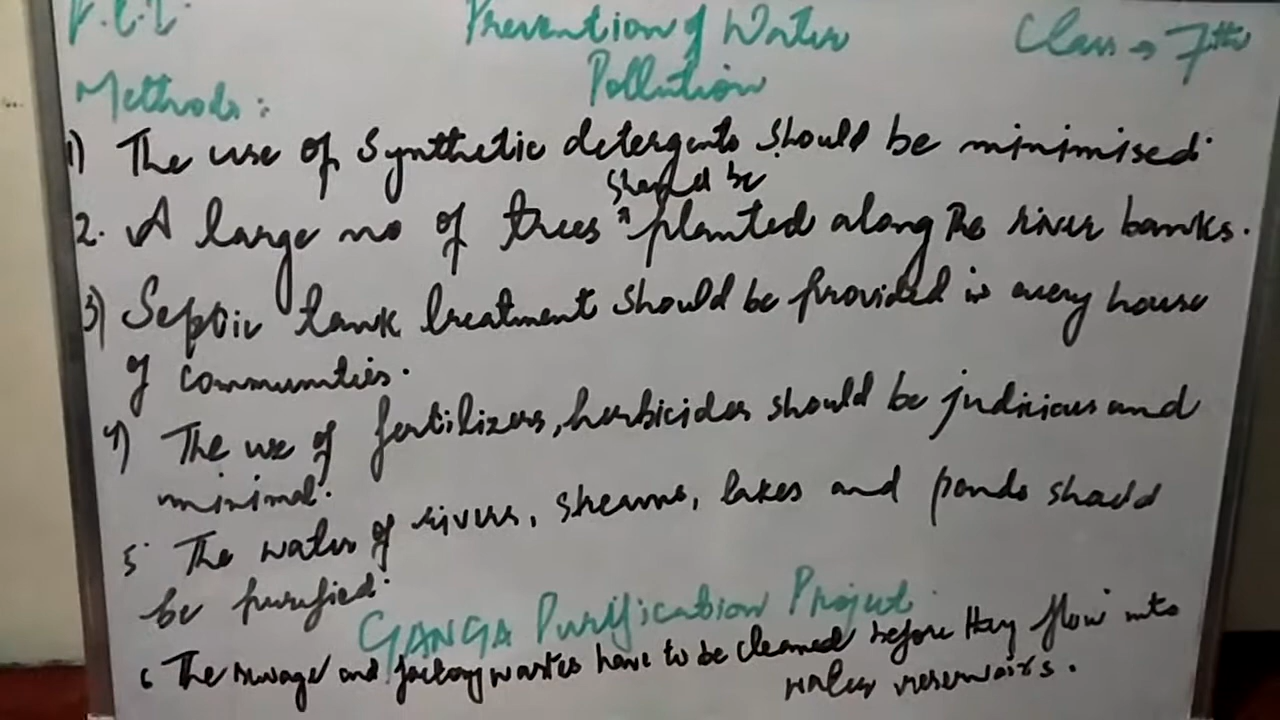 Prevention of Water Class → 7th
Pollution
Methods :
1) The use of Synthetic detergents should be minimised.
should be
2. A large no of trees ^ planted along the river banks.
3) Septic tank treatment should be provided in every house
of communities.
4) The use of fertilizers, herbicides should be judicious and
minimal.
5. The water of rivers, streams, lakes and ponds should
be purified.
GANGA Purification Project.
6 The sewage and factory wastes have to be cleaned before they flow into
water reservoirs.